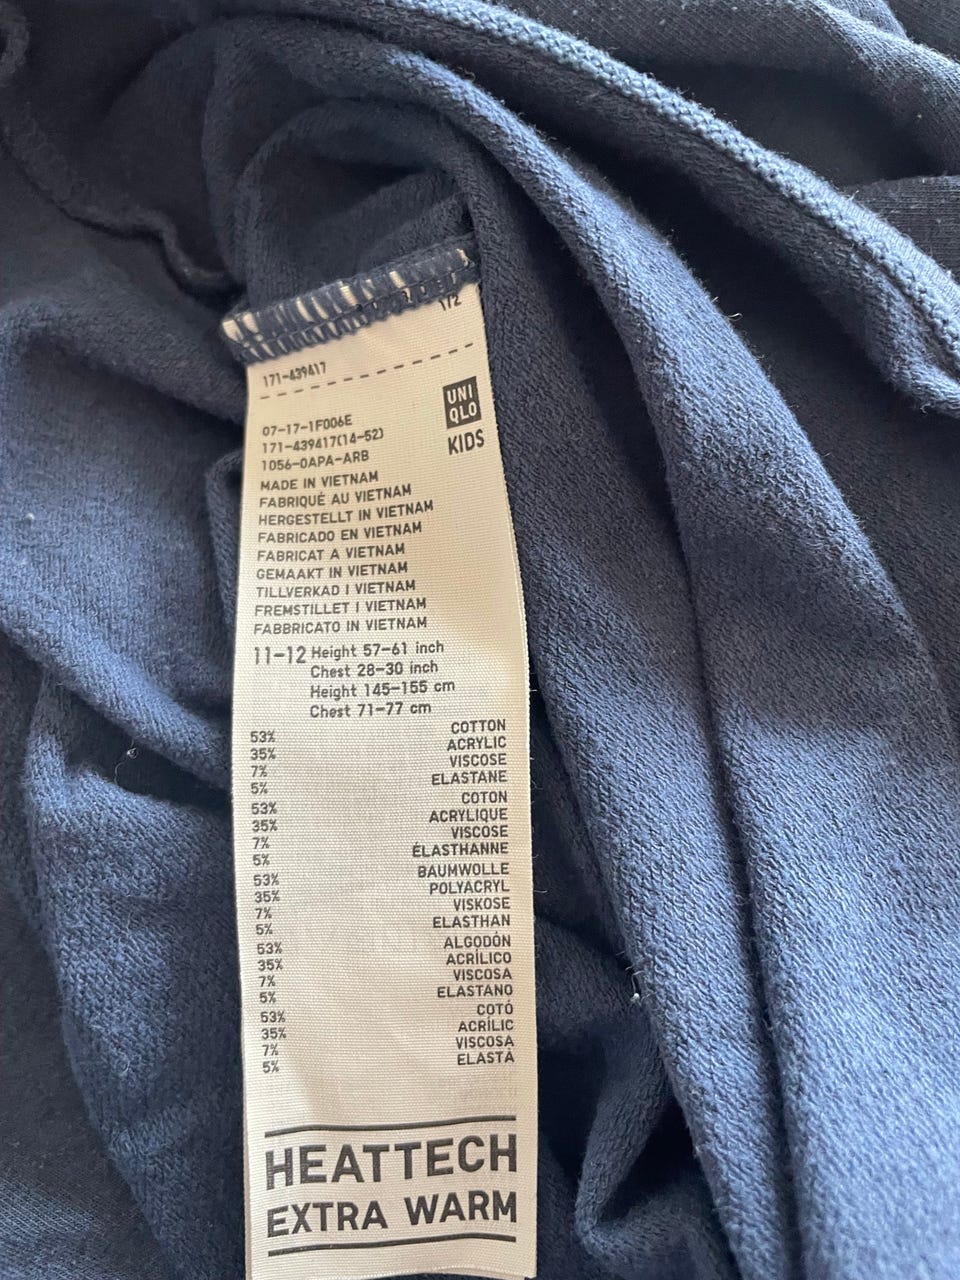 1/2
171-439417
UNI
QLO
KIDS
07-17-1F006E
171-439417(14-52)
1056-0APA-ARB
MADE IN VIETNAM
FABRIQUÉ AU VIETNAM
HERGESTELLT IN VIETNAM
FABRICADO EN VIETNAM
FABRICAT A VIETNAM
GEMAAKT IN VIETNAM
TILLVERKAD I VIETNAM
FREMSTILLET I VIETNAM
FABBRICATO IN VIETNAM
11-12 Height 57-61 inch
Chest 28-30 inch
Height 145-155 cm
Chest 71-77 cm
53% COTTON
35% ACRYLIC
7% VISCOSE
5% ELASTANE
53% COTON
35% ACRYLIQUE
7% VISCOSE
5% ÉLASTHANNE
53% BAUMWOLLE
35% POLYACRYL
7% VISKOSE
5% ELASTHAN
53% ALGODÓN
35% ACRÍLICO
7% VISCOSA
5% ELASTANO
53% COTÓ
35% ACRÍLIC
7% VISCOSA
5% ELASTÀ
HEATTECH
EXTRA WARM